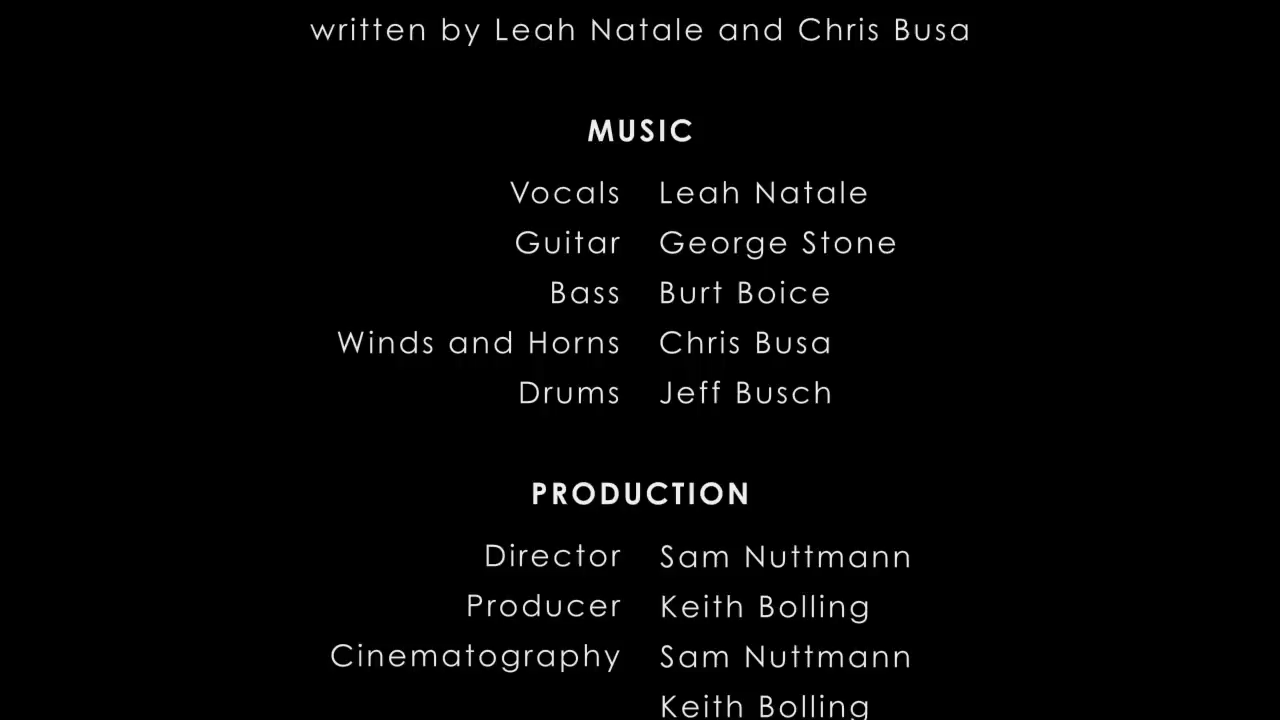 written by Leah Natale and Chris Busa
MUSIC
Vocals Leah Natale
Guitar George Stone
Bass Burt Boice
Winds and Horns Chris Busa
Drums Jeff Busch
PRODUCTION
Director Sam Nuttmann
Producer Keith Bolling
Cinematography Sam Nuttmann
Keith Bolling